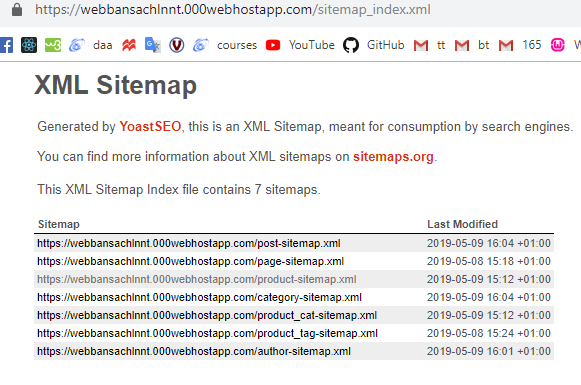 https://webbansachlnnt.000webhostapp.com/sitemap_index.xml
daa courses YouTube GitHub tt m bt 165 W
XML Sitemap
Generated by YoastSEO, this is an XML Sitemap, meant for consumption by search engines.
You can find more information about XML sitemaps on sitemaps.org.
This XML Sitemap Index file contains 7 sitemaps.
Sitemap Last Modified
https://webbansachlnnt.000webhostapp.com/post-sitemap.xml 2019-05-09 16:04 +01:00
https://webbansachlnnt.000webhostapp.com/page-sitemap.xml 2019-05-08 15:18 +01:00
https://webbansachlnnt.000webhostapp.com/product-sitemap.xml 2019-05-09 15:12 +01:00
https://webbansachlnnt.000webhostapp.com/category-sitemap.xml 2019-05-09 16:04 +01:00
https://webbansachlnnt.000webhostapp.com/product_cat-sitemap.xml 2019-05-09 15:12 +01:00
https://webbansachlnnt.000webhostapp.com/product_tag-sitemap.xml 2019-05-08 15:24 +01:00
https://webbansachlnnt.000webhostapp.com/author-sitemap.xml 2019-05-09 16:01 +01:00